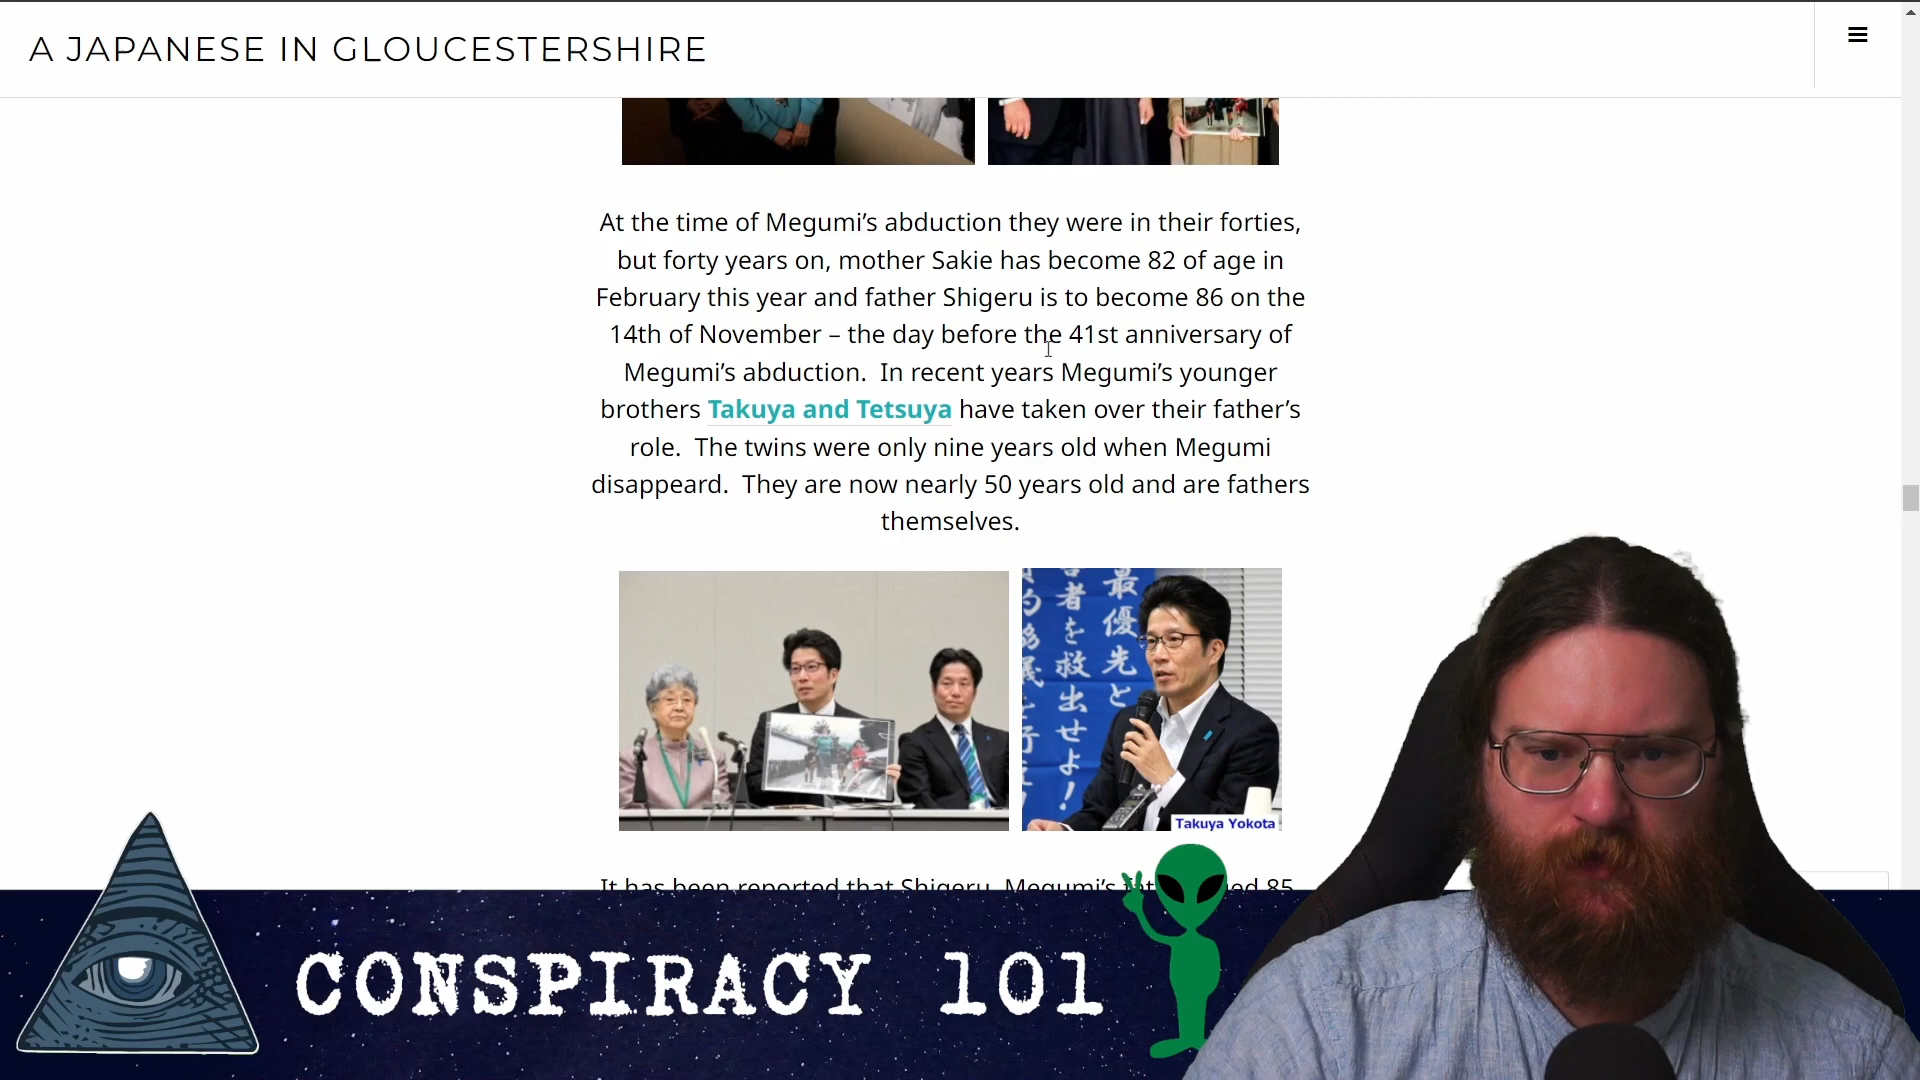 A JAPANESE IN GLOUCESTERSHIRE
At the time of Megumi’s abduction they were in their forties,
but forty years on, mother Sakie has become 82 of age in
February this year and father Shigeru is to become 86 on the
14th of November – the day before the 41st anniversary of
Megumi’s abduction.  In recent years Megumi’s younger
brothers Takuya and Tetsuya have taken over their father’s
role.  The twins were only nine years old when Megumi
disappeard.  They are now nearly 50 years old and are fathers
themselves.
最優先と
者を救出せよ!
Takuya Yokota
It has been reported that Shigeru, Megumi’s 85
CONSPIRACY 101